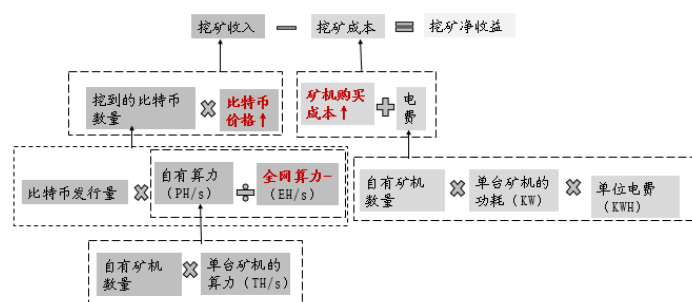 挖矿收入 － 挖矿成本 ＝ 挖矿净收益
挖到的比特币
数量
×
比特币
价格↑
矿机购买
成本↑
＋
电
费
比特币发行量
×
自有算力
(PH/s)
÷
全网算力-
(EH/s)
自有矿机
数量
×
单台矿机的
功耗(KW)
×
单位电费
(KWH)
自有矿机
数量
×
单台矿机的
算力(TH/s)